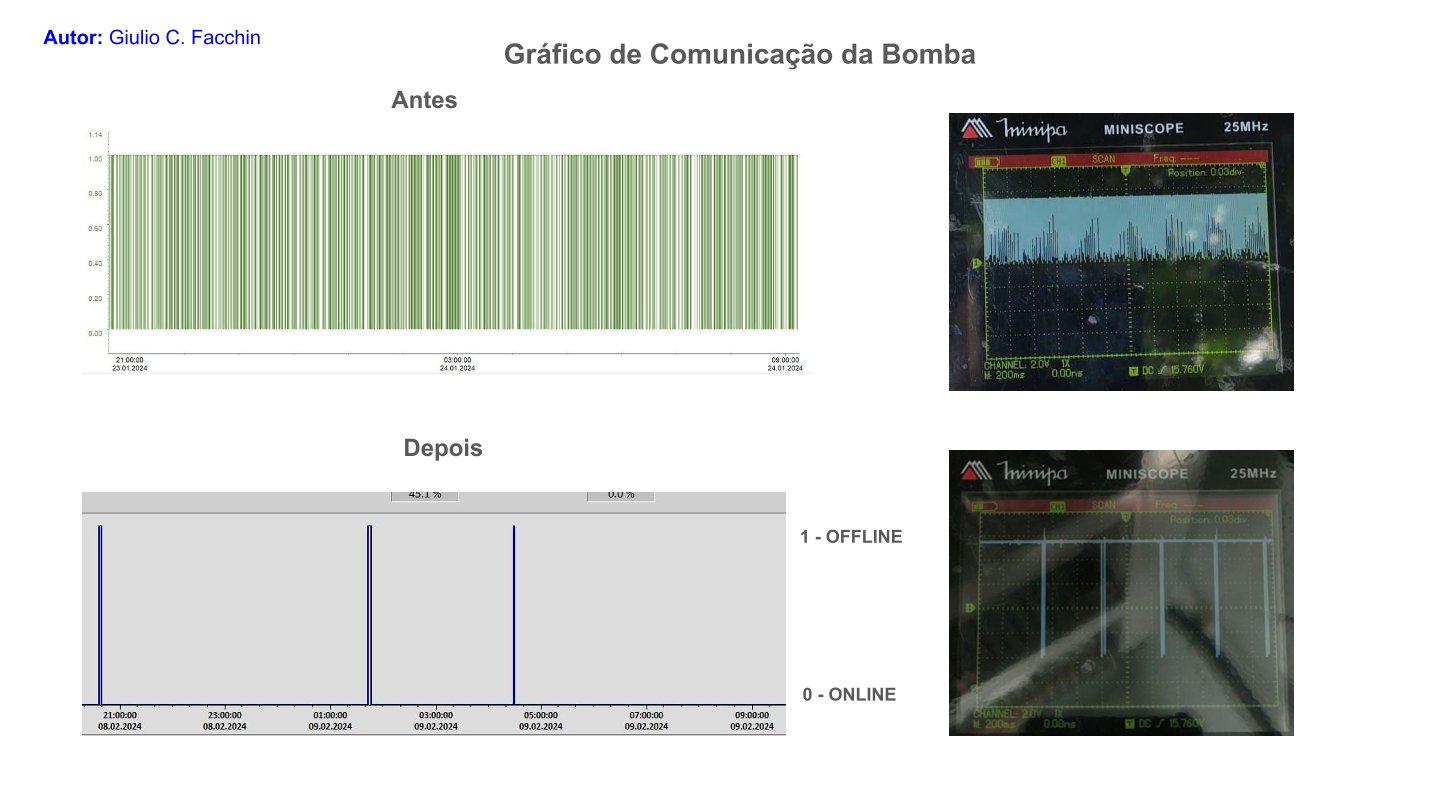 Autor: Giulio C. Facchin
Gráfico de Comunicação da Bomba
Antes
1.14
1.00
0.80
0.60
0.40
0.20
0.00
21:00:00
23.01.2024
03:00:00
24.01.2024
09:00:00
24.01.2024
Minipa MINISCOPE 25MHz
CH1 SCAN Freq: ----
Position: 0.03div
CHANNEL: 2.0V 1X
M: 200ms 0.00ns T DC 15.760V
Depois
45.1 % 0.0 %
1 - OFFLINE
0 - ONLINE
21:00:00
08.02.2024
23:00:00
08.02.2024
01:00:00
09.02.2024
03:00:00
09.02.2024
05:00:00
09.02.2024
07:00:00
09.02.2024
09:00:00
09.02.2024
Minipa MINISCOPE 25MHz
CH1 SCAN Freq: ----
Position: 0.03div
CHANNEL: 2.0V 1X
M: 200ms 0.00ns T DC 15.760V